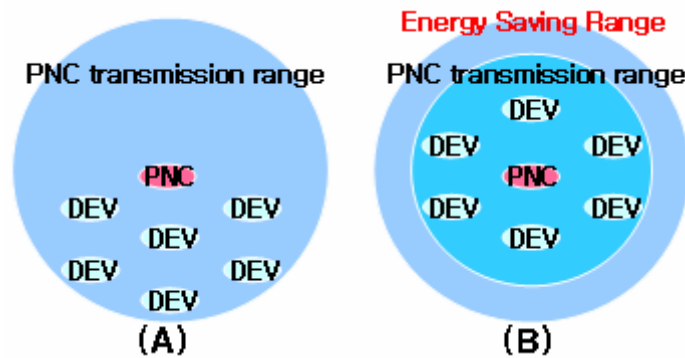 PNC transmission range
PNC
DEV
DEV
DEV
DEV
DEV
DEV
(A)
Energy Saving Range
PNC transmission range
DEV
DEV
DEV
PNC
DEV
DEV
DEV
(B)